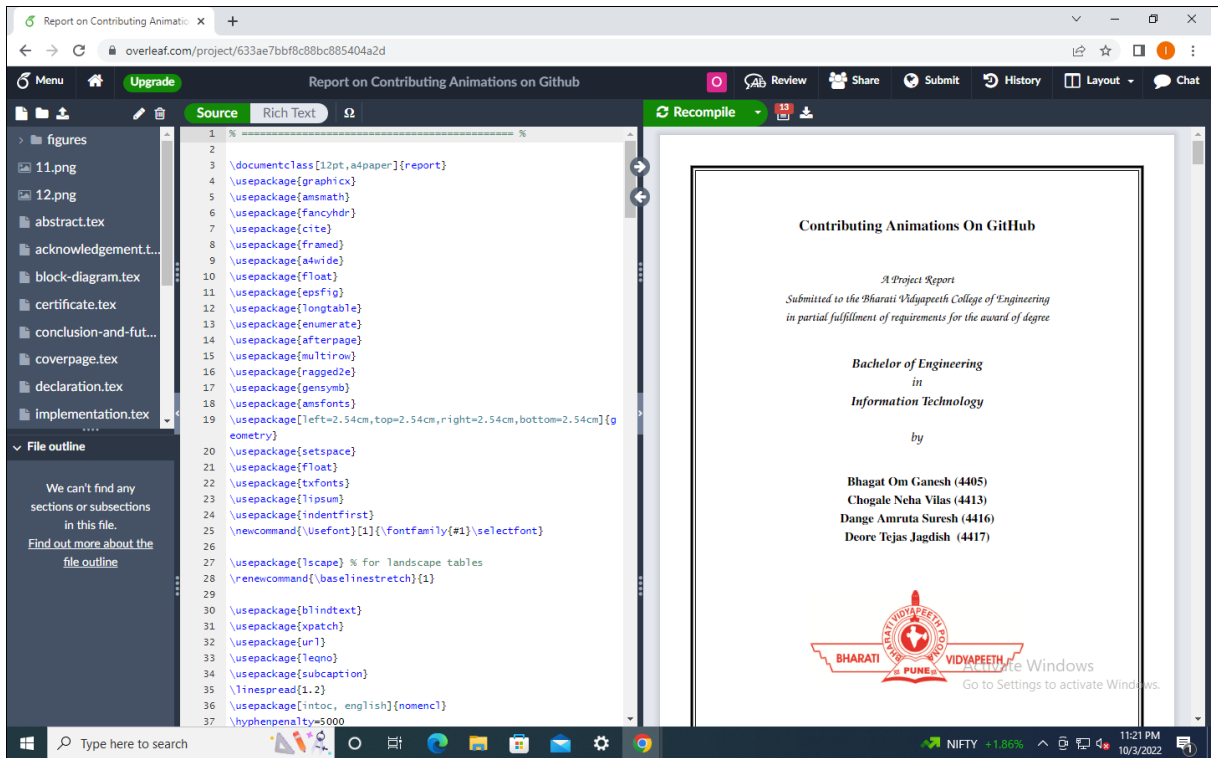 Report on Contributing Animatio
overleaf.com/project/633ae7bbf8c88bc885404a2d
Menu
Upgrade
Report on Contributing Animations on Github
O
Review
Share
Submit
History
Layout
Chat
Source
Rich Text
Ω
Recompile
13
figures
11.png
12.png
abstract.tex
acknowledgement.t...
block-diagram.tex
certificate.tex
conclusion-and-fut...
coverpage.tex
declaration.tex
implementation.tex
File outline
We can't find any
sections or subsections
in this file.
Find out more about the
file outline
1 % ============================================= %
2
3 \documentclass[12pt,a4paper]{report}
4 \usepackage{graphicx}
5 \usepackage{amsmath}
6 \usepackage{fancyhdr}
7 \usepackage{cite}
8 \usepackage{framed}
9 \usepackage{a4wide}
10 \usepackage{float}
11 \usepackage{epsfig}
12 \usepackage{longtable}
13 \usepackage{enumerate}
14 \usepackage{afterpage}
15 \usepackage{multirow}
16 \usepackage{ragged2e}
17 \usepackage{gensymb}
18 \usepackage{amsfonts}
19 \usepackage[left=2.54cm,top=2.54cm,right=2.54cm,bottom=2.54cm]{g
eometry}
20 \usepackage{setspace}
21 \usepackage{float}
22 \usepackage{txfonts}
23 \usepackage{lipsum}
24 \usepackage{indentfirst}
25 \newcommand{\Usefont}[1]{\fontfamily{#1}\selectfont}
26
27 \usepackage{lscape} % for landscape tables
28 \renewcommand{\baselinestretch}{1}
29
30 \usepackage{blindtext}
31 \usepackage{xpatch}
32 \usepackage{url}
33 \usepackage{leqno}
34 \usepackage{subcaption}
35 \linespread{1.2}
36 \usepackage[intoc, english]{nomencl}
37 \hyphenpenalty=5000
Contributing Animations On GitHub
A Project Report
Submitted to the Bharati Vidyapeeth College of Engineering
in partial fulfillment of requirements for the award of degree
Bachelor of Engineering
in
Information Technology
by
Bhagat Om Ganesh (4405)
Chogale Neha Vilas (4413)
Dange Amruta Suresh (4416)
Deore Tejas Jagdish (4417)
BHARATI VIDYAPEETH POONA
BHARATI
VIDYAPEETH
PUNE
Activate Windows
Go to Settings to activate Windows.
Type here to search
NIFTY +1.86%
11:21 PM
10/3/2022
1